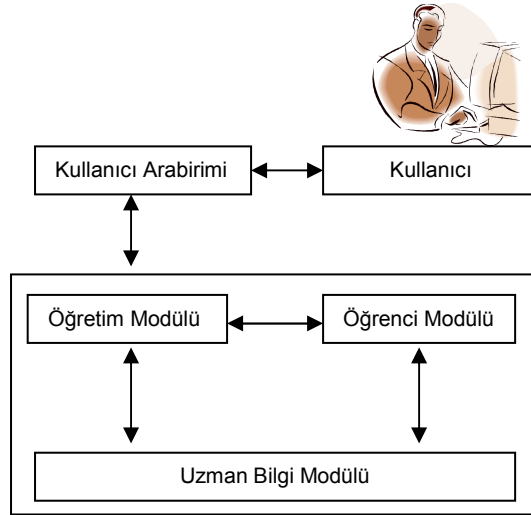 Kullanıcı Arabirimi
Kullanıcı
Öğretim Modülü
Öğrenci Modülü
Uzman Bilgi Modülü